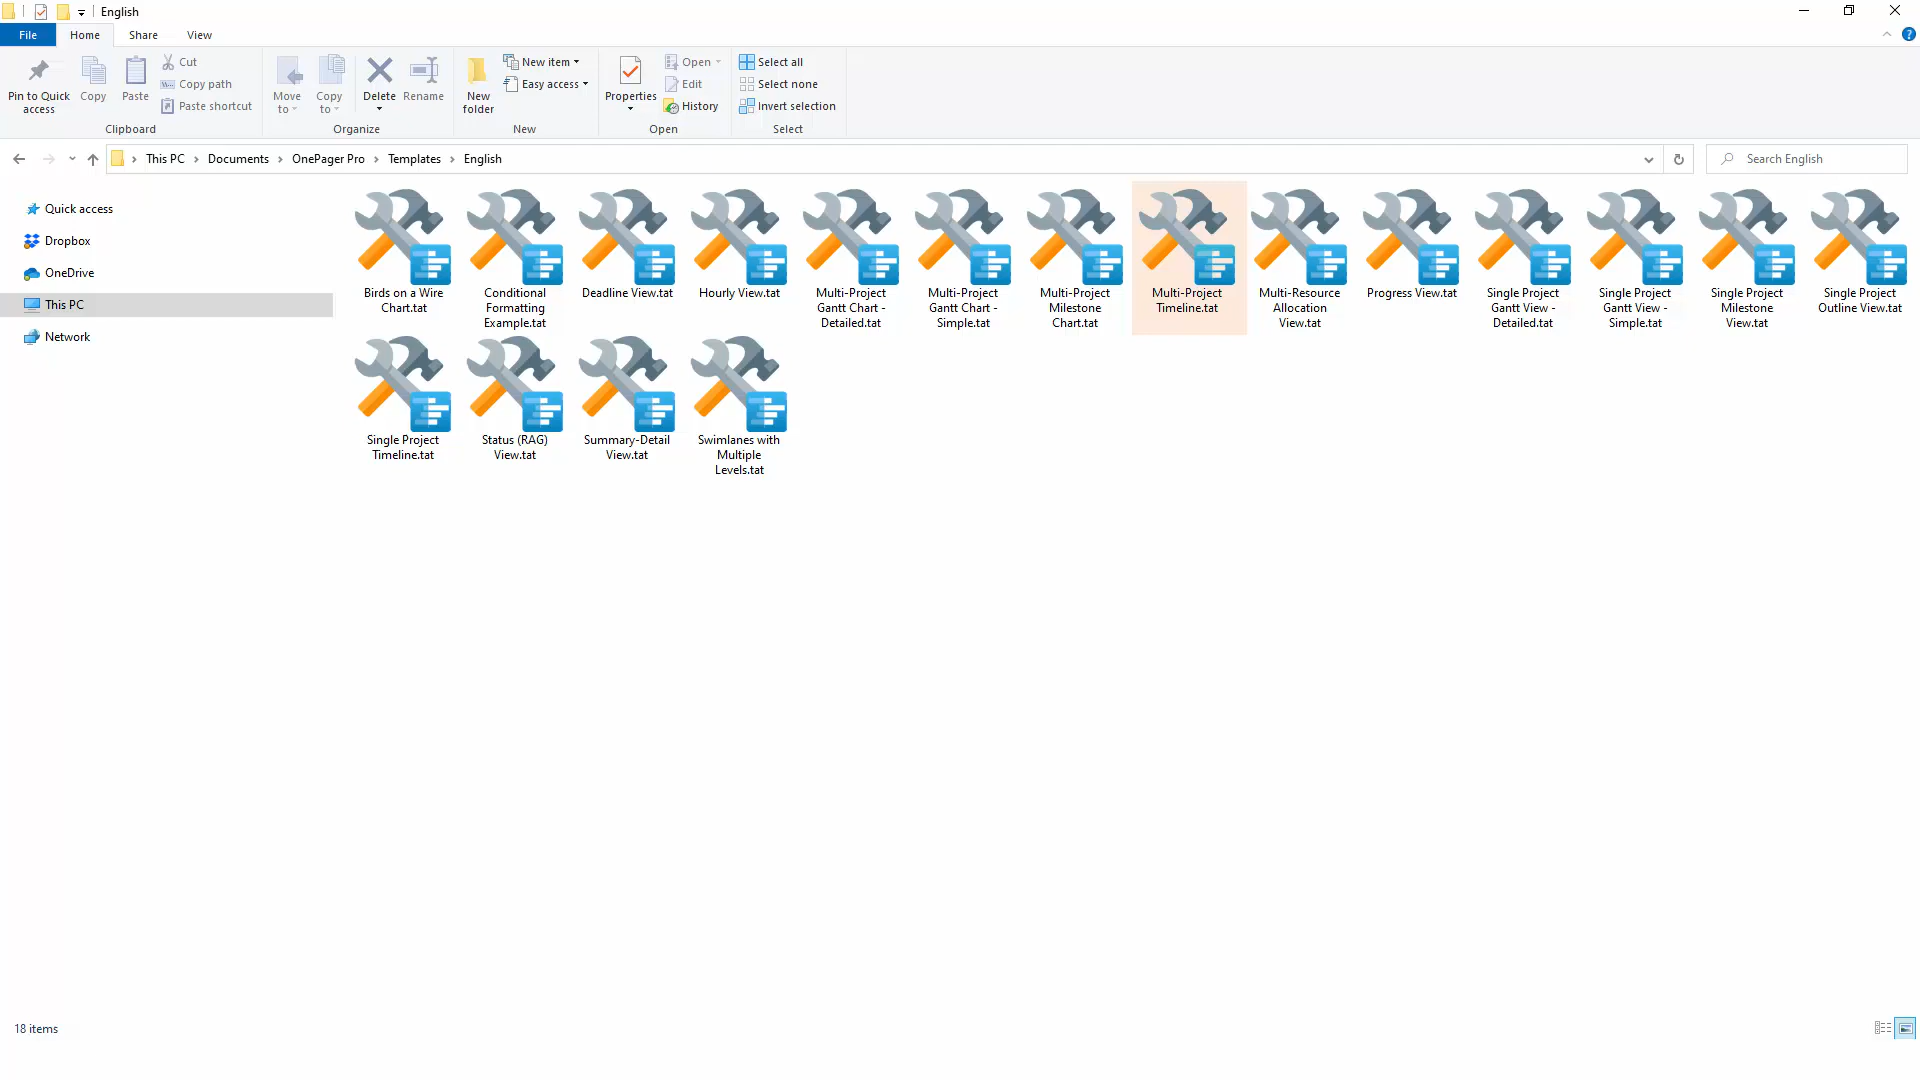 English
File
Home
Share
View
Pin to Quick access
Copy
Paste
Cut
Copy path
Paste shortcut
Clipboard
Move to
Copy to
Delete
Rename
Organize
New folder
New item
Easy access
New
Properties
Open
Edit
History
Open
Select all
Select none
Invert selection
Select
This PC > Documents > OnePager Pro > Templates > English
Search English
Quick access
Dropbox
OneDrive
This PC
Network
Birds on a Wire
Chart.tat
Conditional
Formatting
Example.tat
Deadline View.tat
Hourly View.tat
Multi-Project
Gantt Chart -
Detailed.tat
Multi-Project
Gantt Chart -
Simple.tat
Multi-Project
Milestone
Chart.tat
Multi-Project
Timeline.tat
Multi-Resource
Allocation
View.tat
Progress View.tat
Single Project
Gantt View -
Detailed.tat
Single Project
Gantt View -
Simple.tat
Single Project
Milestone
View.tat
Single Project
Outline View.tat
Single Project
Timeline.tat
Status (RAG)
View.tat
Summary-Detail
View.tat
Swimlanes with
Multiple
Levels.tat
18 items